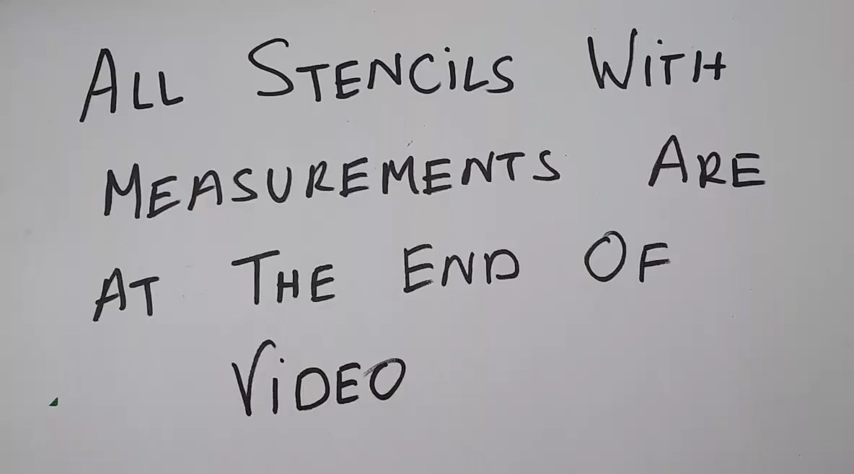 ALL STENCiLS WiTH
MEASUREMENTS ARE
AT THE END OF
ViDEO